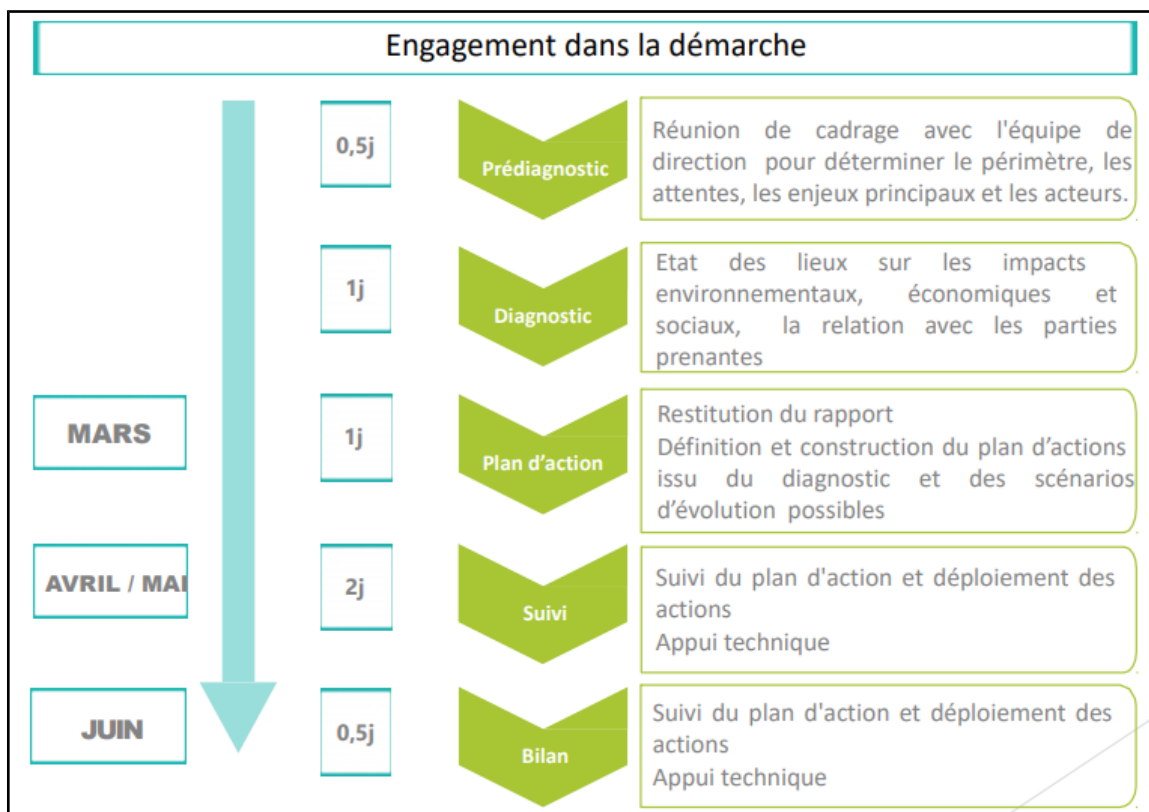 Engagement dans la démarche
0,5j
Prédiagnostic
Réunion de cadrage avec l'équipe de
direction pour déterminer le périmètre, les
attentes, les enjeux principaux et les acteurs.
1j
Diagnostic
Etat des lieux sur les impacts
environnementaux, économiques et
sociaux, la relation avec les parties
prenantes
MARS
1j
Plan d’action
Restitution du rapport
Définition et construction du plan d’actions
issu du diagnostic et des scénarios
d’évolution possibles
AVRIL / MAI
2j
Suivi
Suivi du plan d'action et déploiement des
actions
Appui technique
JUIN
0,5j
Bilan
Suivi du plan d'action et déploiement des
actions
Appui technique